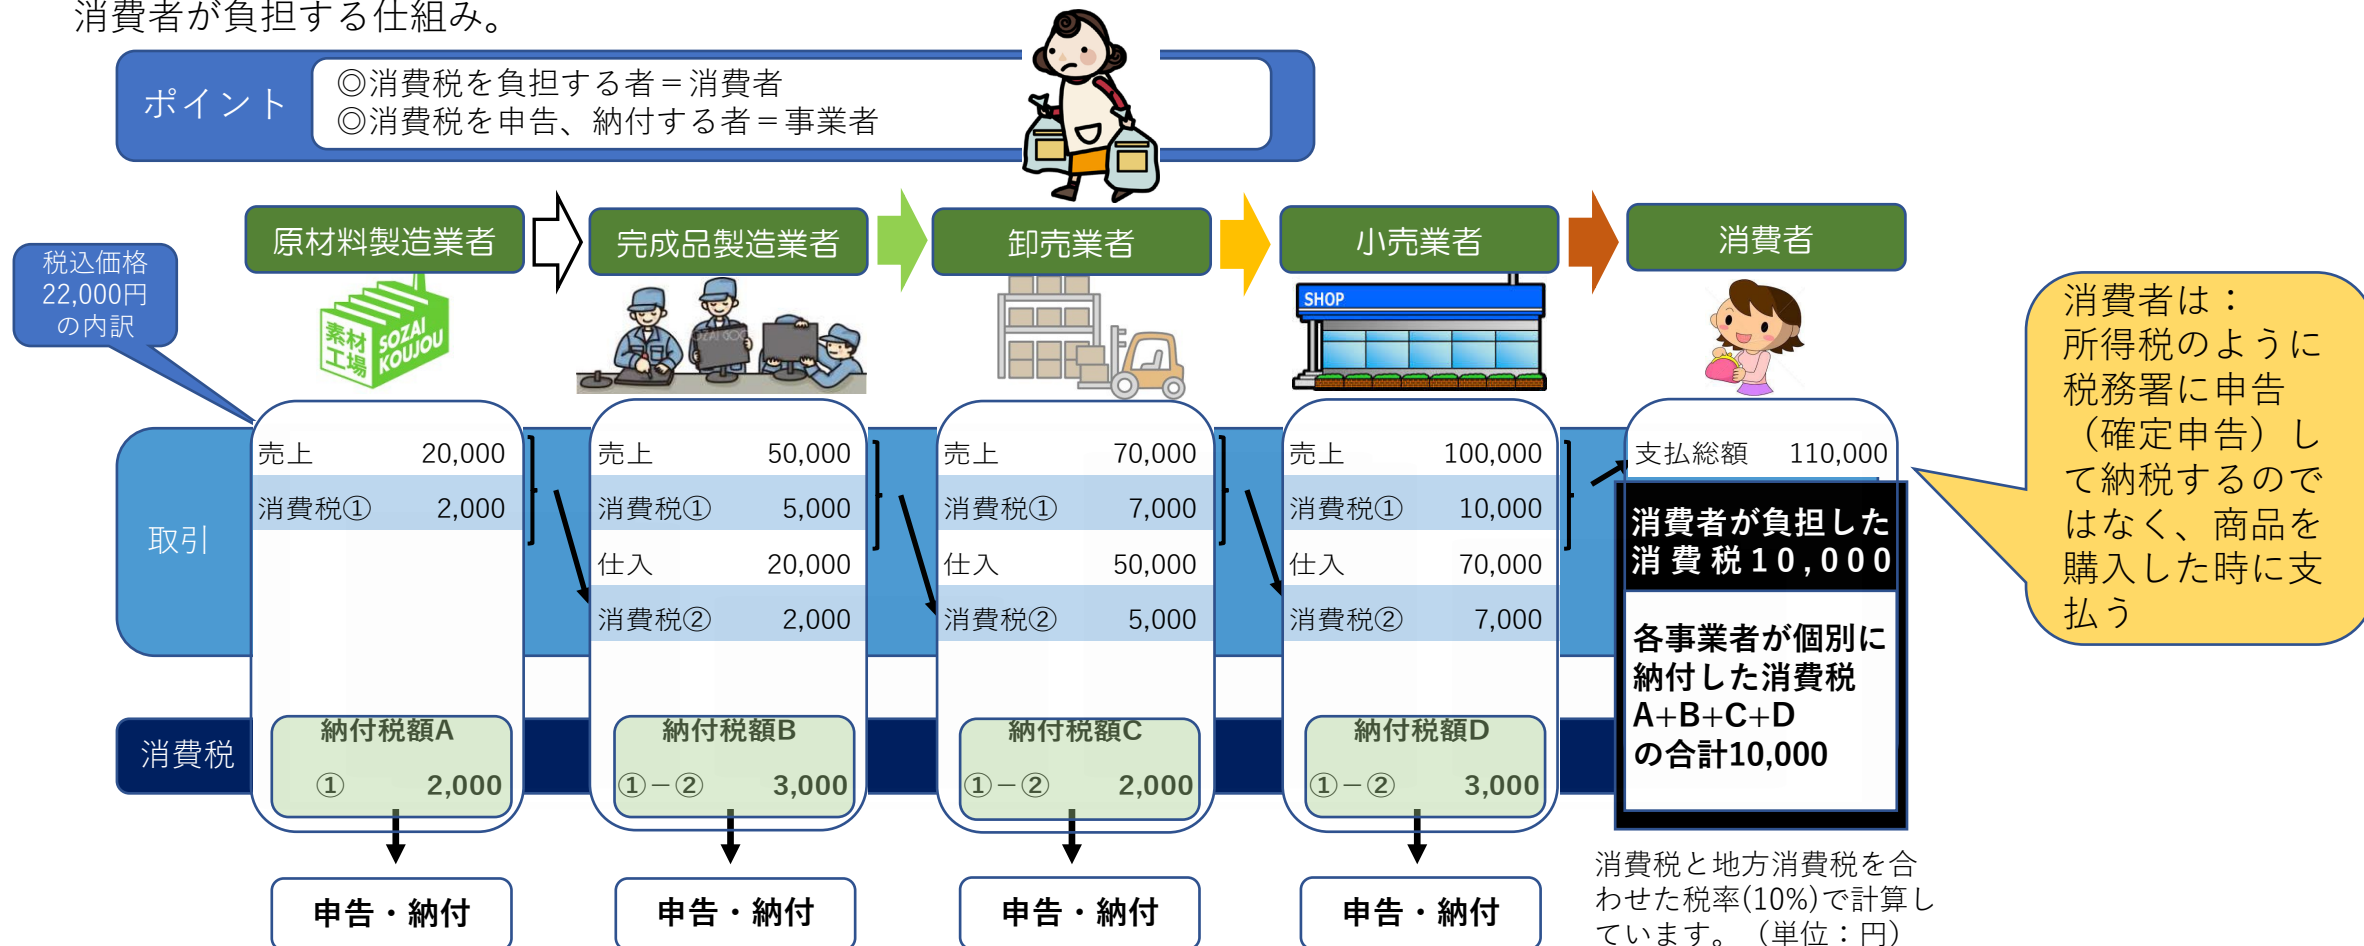 消費者が負担する仕組み。
ポイント
◎消費税を負担する者＝消費者
◎消費税を申告、納付する者＝事業者
原材料製造業者
完成品製造業者
卸売業者
小売業者
消費者
税込価格
22,000円
の内訳
素材
工場
SOZAI
KOUJOU
SHOP
消費者は：
所得税のように
税務署に申告
（確定申告）し
て納税するので
はなく、商品を
購入した時に支
払う
取引
売上 20,000
消費税① 2,000
売上 50,000
消費税① 5,000
仕入 20,000
消費税② 2,000
売上 70,000
消費税① 7,000
仕入 50,000
消費税② 5,000
売上 100,000
消費税① 10,000
仕入 70,000
消費税② 7,000
支払総額 110,000
消費者が負担した
消費税10,000
各事業者が個別に
納付した消費税
A+B+C+D
の合計10,000
消費税
納付税額A
① 2,000
納付税額B
①－② 3,000
納付税額C
①－② 2,000
納付税額D
①－② 3,000
申告・納付
申告・納付
申告・納付
申告・納付
消費税と地方消費税を合
わせた税率(10%)で計算し
ています。（単位：円）